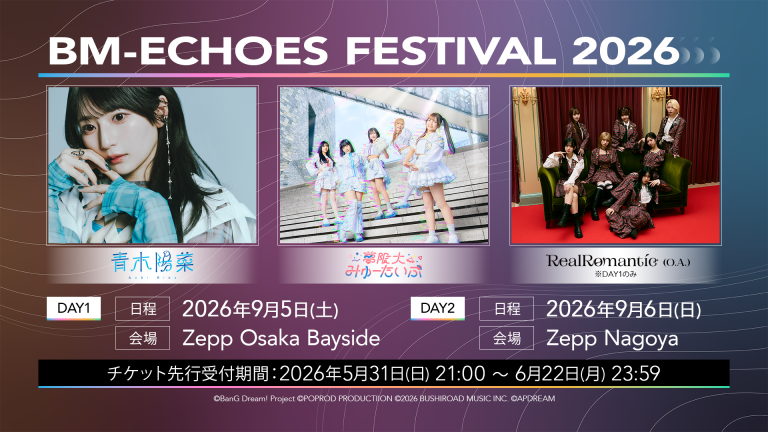 BM-ECHOES FESTIVAL 2026
青木陽菜
Aoki Hina
夢限大
みゅーたいぷ
RealRomantic (O.A.)
※DAY1のみ
DAY1
日程
2026年9月5日(土)
会場
Zepp Osaka Bayside
DAY2
日程
2026年9月6日(日)
会場
Zepp Nagoya
チケット先行受付期間：2026年5月31日(日) 21:00 ～ 6月22日(月) 23:59
©BanG Dream! Project ©POPROD PRODUCTION ©2026 BUSHIROAD MUSIC INC. ©APDREAM